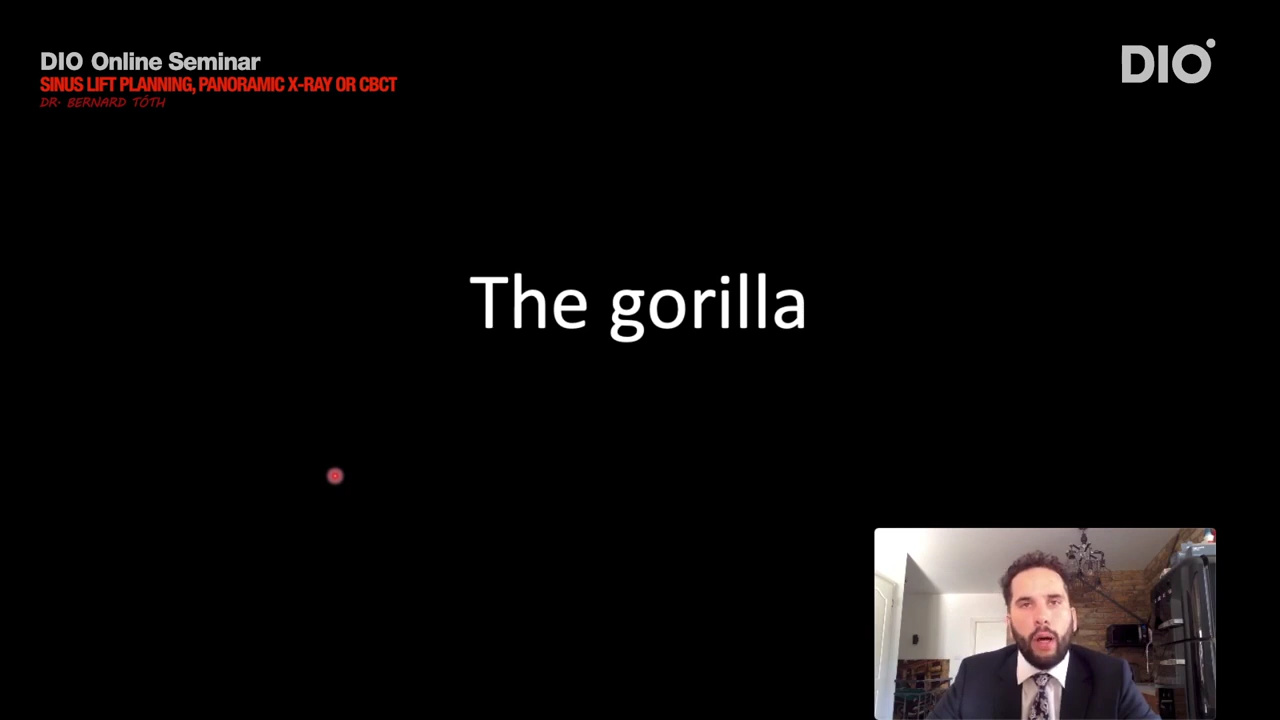 DIO Online Seminar
SINUS LIFT PLANNING, PANORAMIC X-RAY OR CBCT
DR. BERNARD TÓTH
DIO
The gorilla